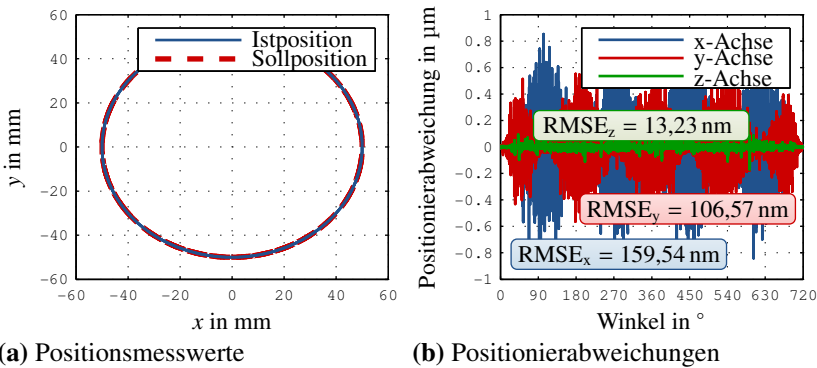 Istposition
Sollposition
60
40
20
0
−20
−40
−60
y in mm
−60 −40 −20 0 20 40 60
x in mm
(a) Positionsmesswerte
x-Achse
y-Achse
z-Achse
1
0.8
0.6
0.4
0.2
0
−0.2
−0.4
−0.6
−0.8
−1
Positionierabweichung in µm
RMSEz = 13,23 nm
RMSEy = 106,57 nm
RMSEx = 159,54 nm
0 90 180 270 360 450 540 630 720
Winkel in °
(b) Positionierabweichungen